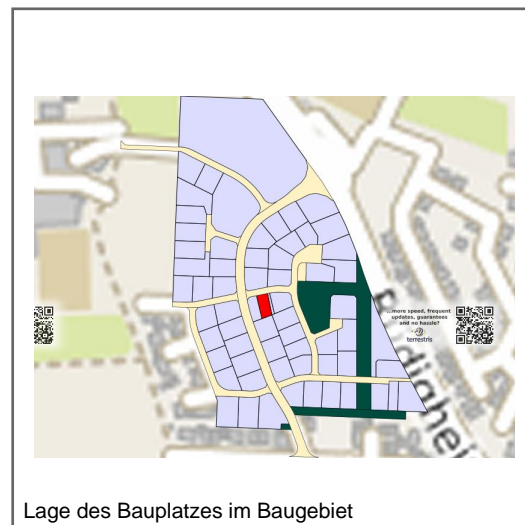 ...more speed, frequent
updates, guarantees
and no hassle?
terrestris
Lage des Bauplatzes im Baugebiet